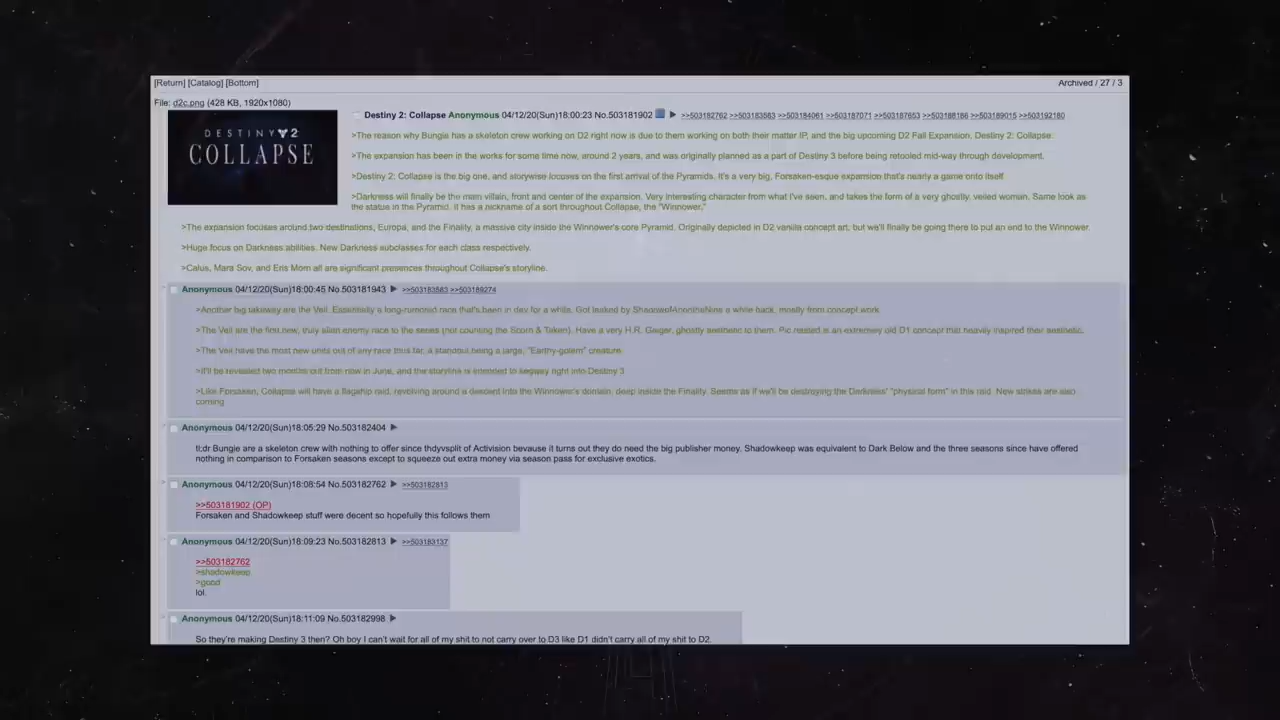 [Return] [Catalog] [Bottom]
Archived / 27 / 3
File: d2c.png (428 KB, 1920x1080)
DESTINY 2
COLLAPSE
Destiny 2: Collapse Anonymous 04/12/20(Sun)18:00:23 No.503181902 ▶ >>503182762 >>503183583 >>503184061 >>503187071 >>503187653 >>503188186 >>503189015 >>503192180
>The reason why Bungie has a skeleton crew working on D2 right now is due to them working on both their matter IP, and the big upcoming D2 Fall Expansion, Destiny 2: Collapse.
>The expansion has been in the works for some time now, around 2 years, and was originally planned as a part of Destiny 3 before being retooled mid-way through development.
>Destiny 2: Collapse is the big one, and storywise focuses on the first arrival of the Pyramids. It's a very big, Forsaken-esque expansion that's nearly a game onto itself
>Darkness will finally be the main villain, front and center of the expansion. Very interesting character from what I've seen, and takes the form of a very ghostly, veiled woman. Same look as
the statue in the Pyramid. It has a nickname of a sort throughout Collapse, the "Winnower."
>The expansion focuses around two destinations, Europa, and the Finality, a massive city inside the Winnower's core Pyramid. Originally depicted in D2 vanilla concept art, but we'll finally be going there to put an end to the Winnower.
>Huge focus on Darkness abilities. New Darkness subclasses for each class respectively.
>Calus, Mara Sov, and Eris Morn all are significant presences throughout Collapse's storyline.
Anonymous 04/12/20(Sun)18:00:45 No.503181943 ▶ >>503183583 >>503189274
>Another big takeaway are the Veil. Essentially a long-rumored race that's been in dev for a while. Got leaked by a while back, mostly from concept work.
>The Veil are the first new, truly alien enemy race to the series (not counting the Scorn & Taken). Have a very H.R. Geiger, ghostly aesthetic to them. Pic related is an extremely old D1 concept that heavily inspired their aesthetic.
>The Veil have the most new units out of any race thus far, a standout being a large, "Earthy-golem" creature.
>It'll be revealed two months out from now in June, and the storyline is intended to segway right into Destiny 3
>Like Forsaken, Collapse will have a flagship raid, revolving around a descent into the Winnower's domain, deep inside the Finality. Seems as if we'll be destroying the Darkness' "physical form" in this raid. New strikes are also
coming
Anonymous 04/12/20(Sun)18:05:29 No.503182404 ▶
tl;dr Bungie are a skeleton crew with nothing to offer since thdyvsplit of Activision bevause it turns out they do need the big publisher money. Shadowkeep was equivalent to Dark Below and the three seasons since have offered
nothing in comparison to Forsaken seasons except to squeeze out extra money via season pass for exclusive exotics.
Anonymous 04/12/20(Sun)18:08:54 No.503182762 ▶ >>503182813
>>503181902 (OP)
Forsaken and Shadowkeep stuff were decent so hopefully this follows them
Anonymous 04/12/20(Sun)18:09:23 No.503182813 ▶ >>503183137
>>503182762
>shadowkeep
>good
lol.
Anonymous 04/12/20(Sun)18:11:09 No.503182998 ▶
So they're making Destiny 3 then? Oh boy I can't wait for all of my shit to not carry over to D3 like D1 didn't carry all of my shit to D2.